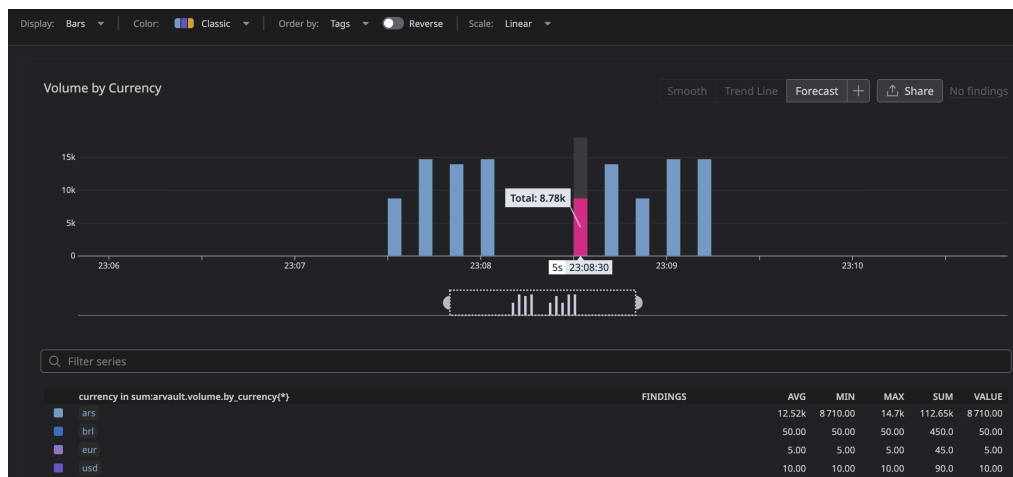 Display: Bars Color: Classic Order by: Tags Reverse Scale: Linear
Volume by Currency
Smooth Trend Line Forecast + Share No findings
15k
10k
5k
0
Total: 8.78k
23:06 23:07 23:08 5s 23:08:30 23:09 23:10
Filter series
currency in sum:arvault.volume.by_currency{*} FINDINGS AVG MIN MAX SUM VALUE
ars 12.52k 8 710.00 14.7k 112.65k 8 710.00
brl 50.00 50.00 50.00 450.0 50.00
eur 5.00 5.00 5.00 45.0 5.00
usd 10.00 10.00 10.00 90.0 10.00